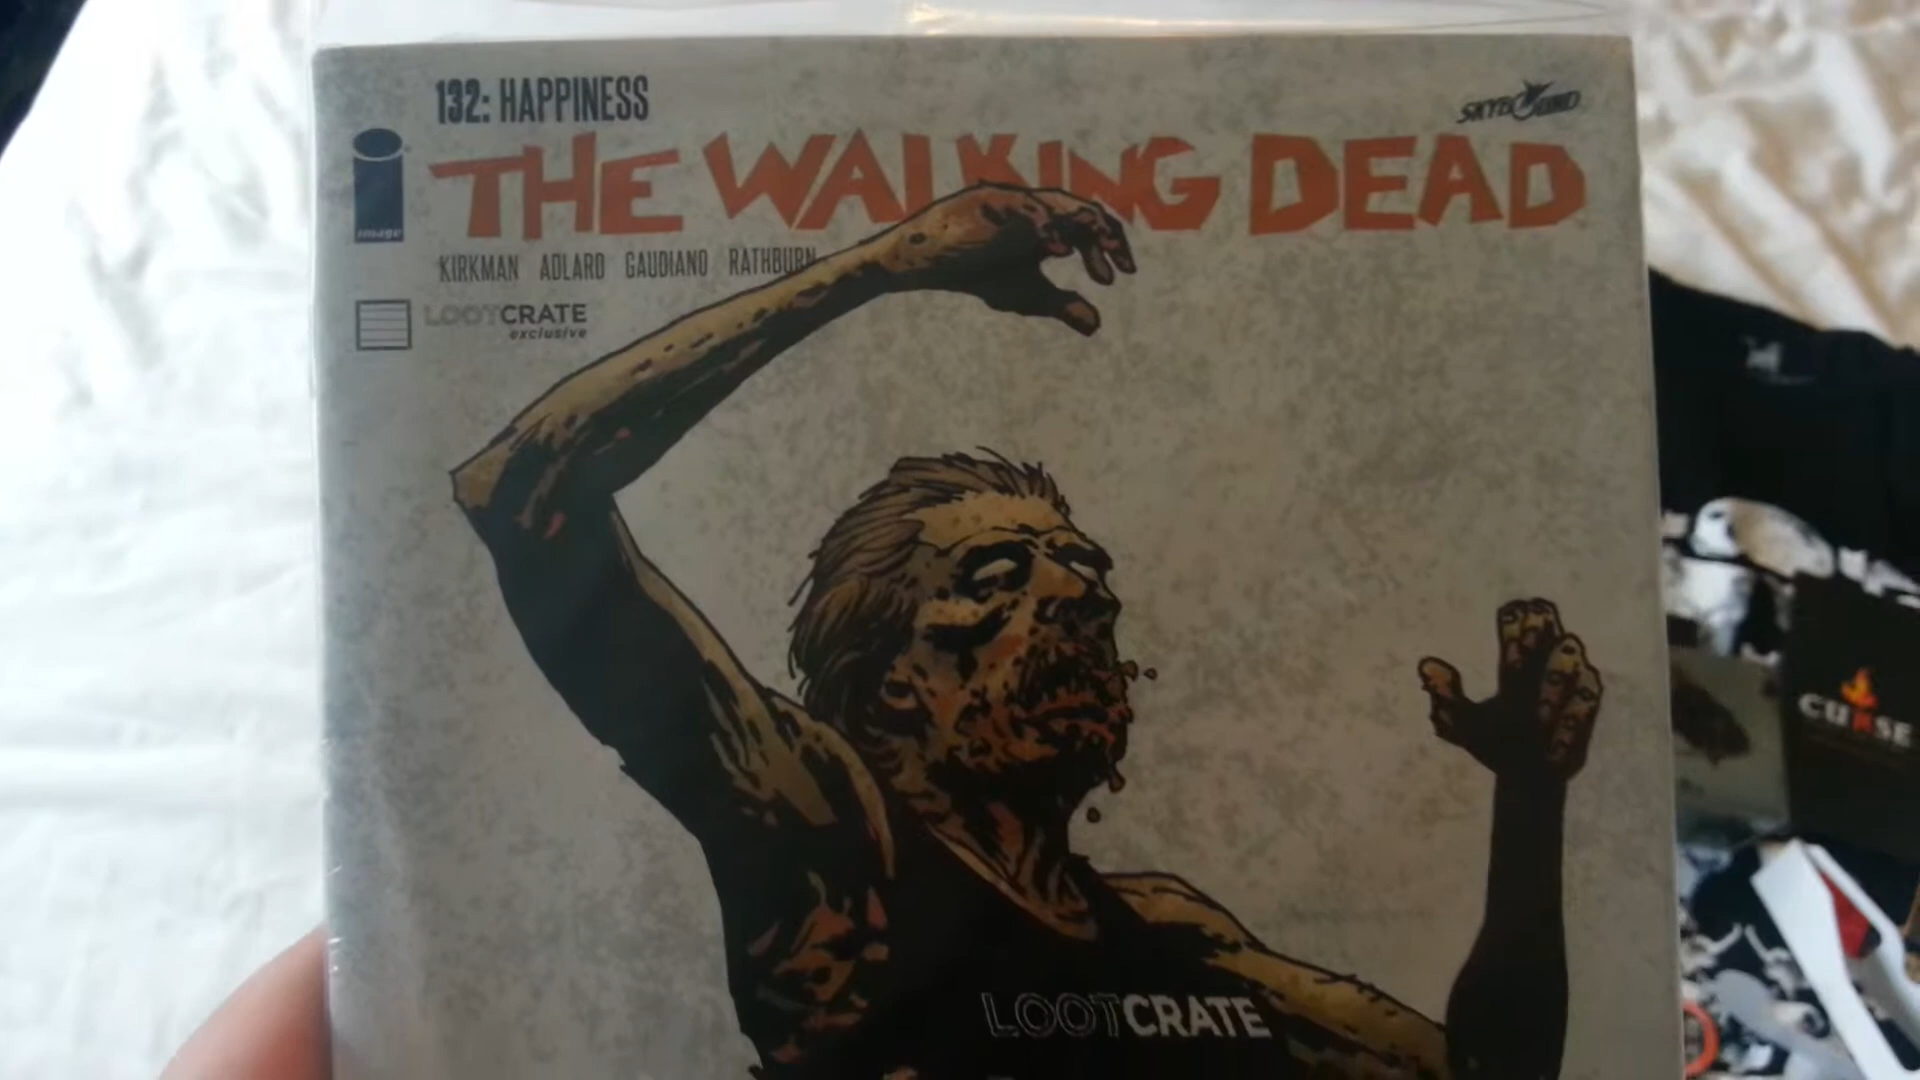 132: HAPPINESS
SKYBOUND
THE WALKING DEAD
image
KIRKMAN ADLARD GAUDIANO RATHBURN
LOOTCRATE
exclusive
CURSE
LOOTCRATE